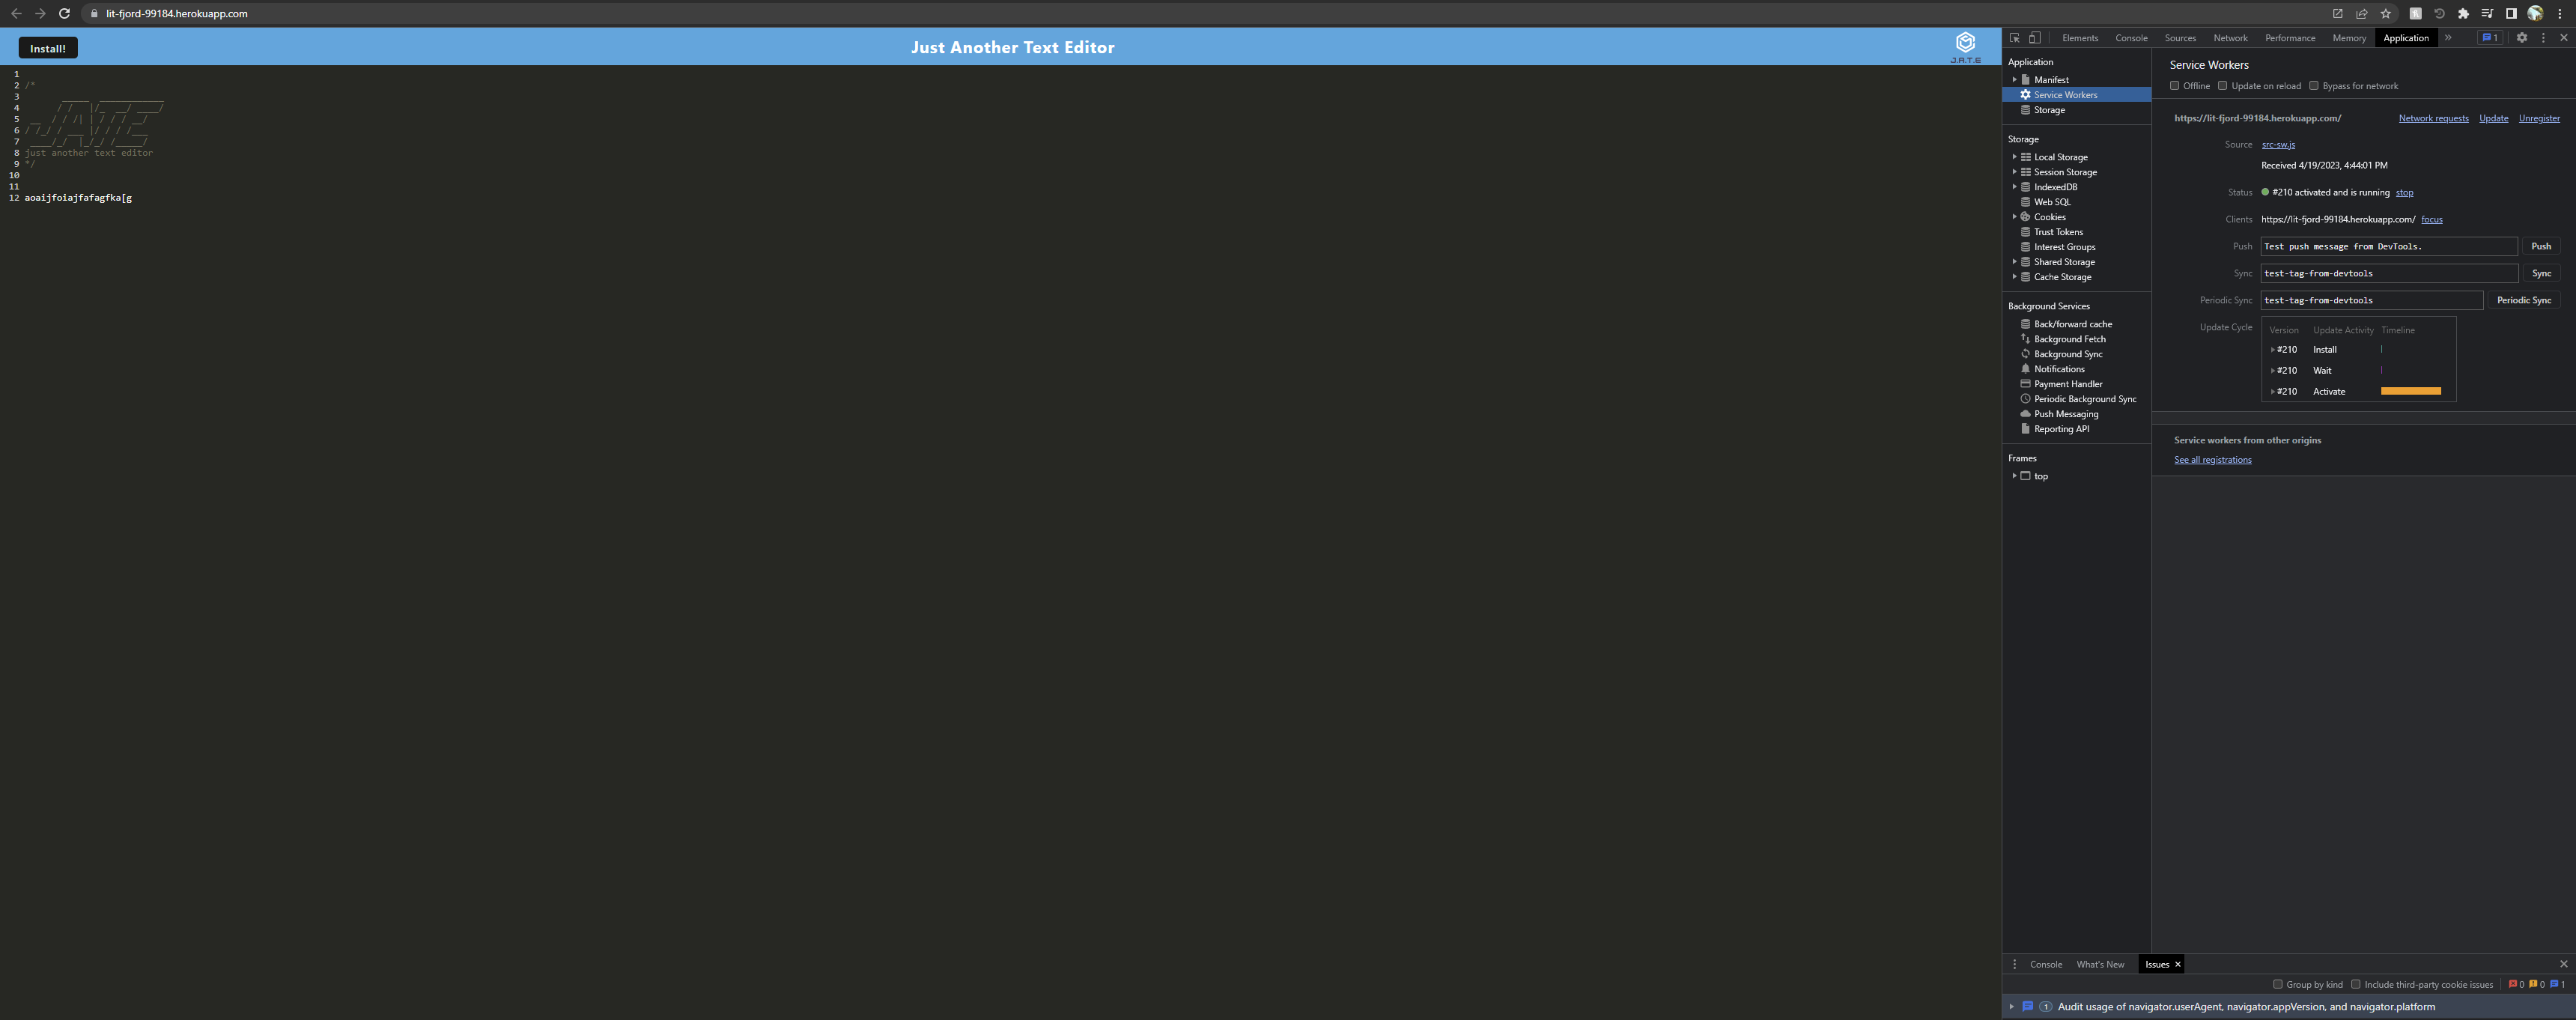 lit-fjord-99184.herokuapp.com
Install!
Just Another Text Editor
J.A.T.E
1
2 /*
3        _____  ____________
4       / /   |/_  __/ ____/
5  __  / / /| | / / / __/
6 / /_/ / ___ |/ / / /___
7  ____/_/  |_/_/ /_____/
8 just another text editor
9 */
10
11
12 aoaijfoiajfafagfka[g
Elements Console Sources Network Performance Memory Application » 1
Application
Manifest
Service Workers
Storage
Storage
Local Storage
Session Storage
IndexedDB
Web SQL
Cookies
Trust Tokens
Interest Groups
Shared Storage
Cache Storage
Background Services
Back/forward cache
Background Fetch
Background Sync
Notifications
Payment Handler
Periodic Background Sync
Push Messaging
Reporting API
Frames
top
Service Workers
Offline Update on reload Bypass for network
https://lit-fjord-99184.herokuapp.com/ Network requests Update Unregister
Source src-sw.js
Received 4/19/2023, 4:44:01 PM
Status #210 activated and is running stop
Clients https://lit-fjord-99184.herokuapp.com/ focus
Push Test push message from DevTools. Push
Sync test-tag-from-devtools Sync
Periodic Sync test-tag-from-devtools Periodic Sync
Update Cycle Version Update Activity Timeline
#210 Install
#210 Wait
#210 Activate
Service workers from other origins
See all registrations
Console What's New Issues
Group by kind Include third-party cookie issues 0 0 1
1 Audit usage of navigator.userAgent, navigator.appVersion, and navigator.platform